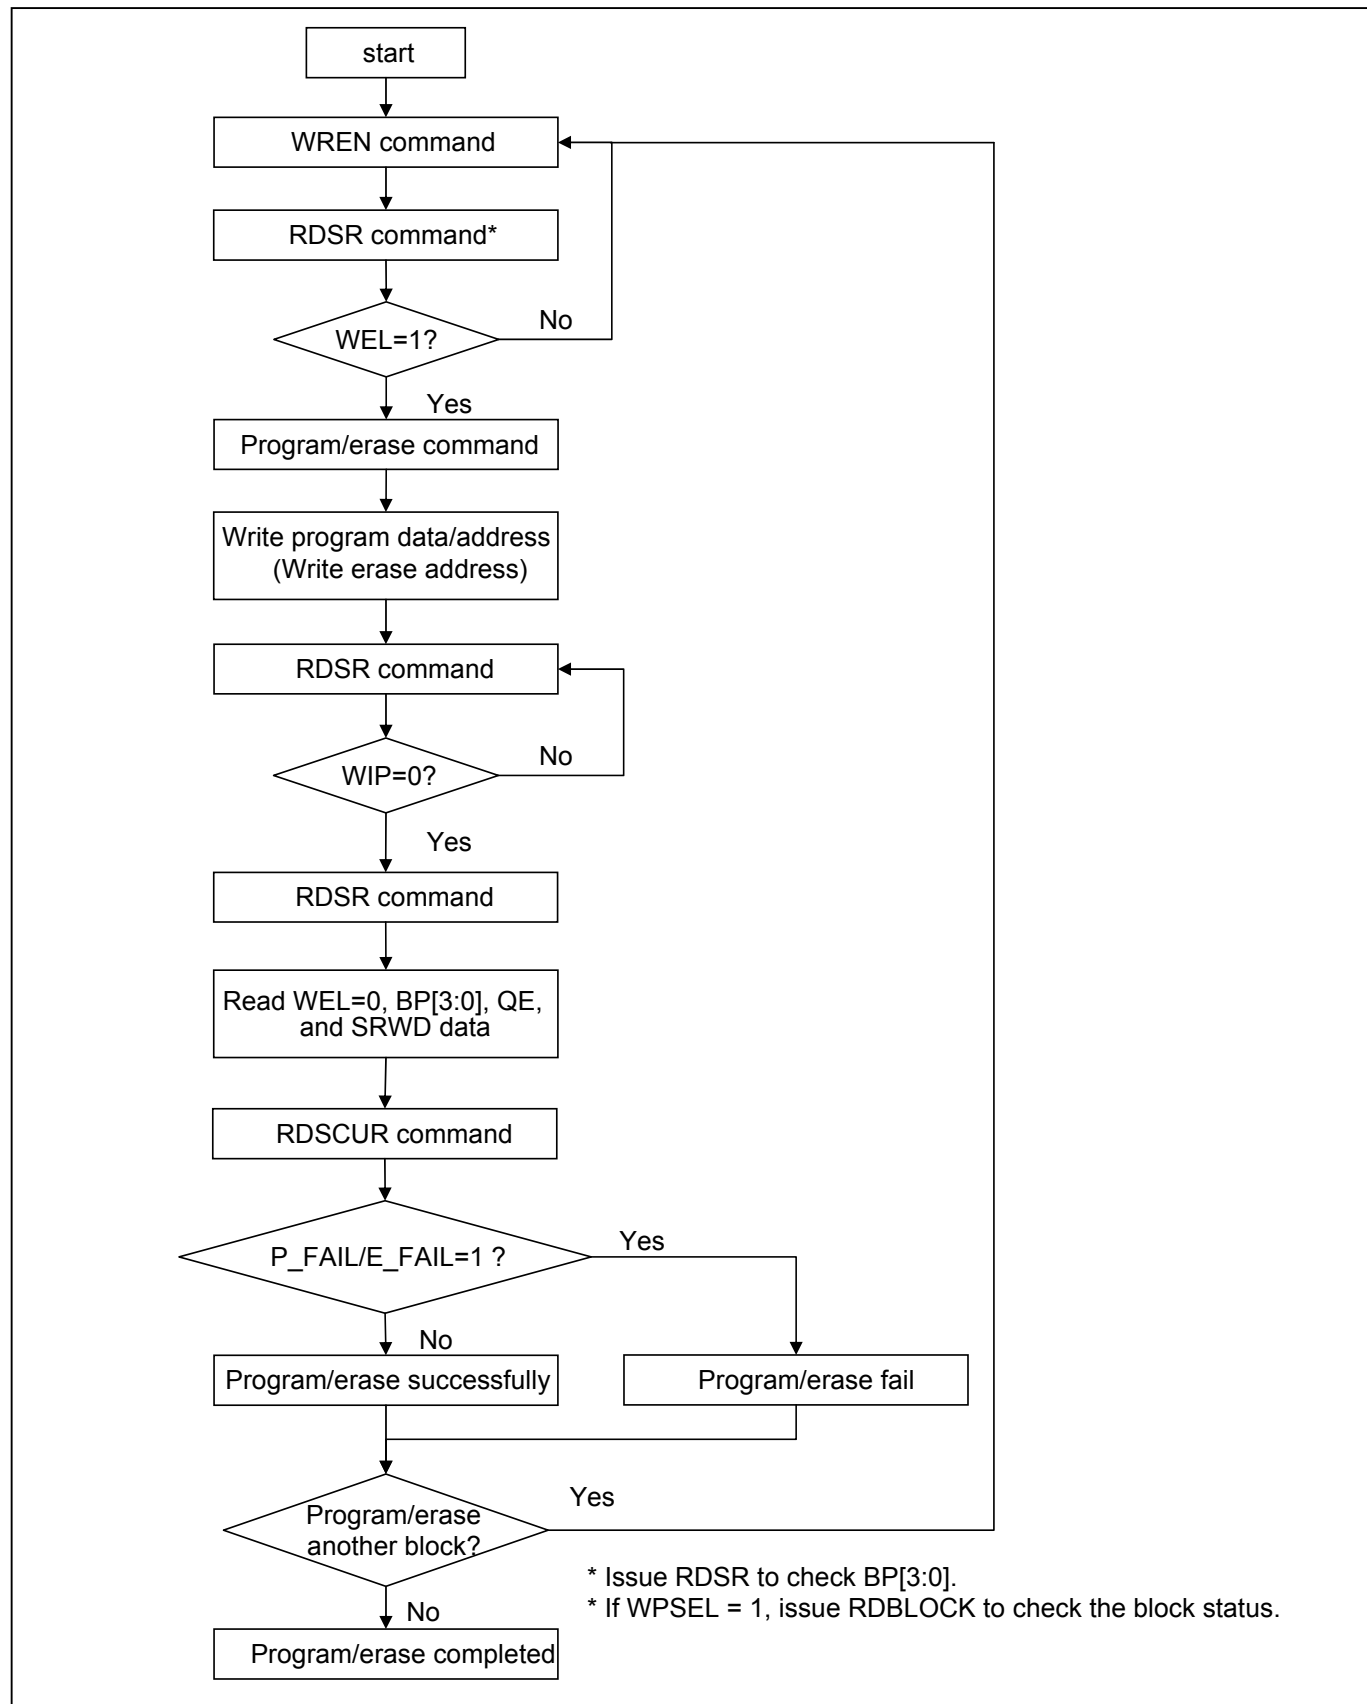 start
WREN command
RDSR command*
WEL=1?
No
Yes
Program/erase command
Write program data/address
(Write erase address)
RDSR command
WIP=0?
No
Yes
RDSR command
Read WEL=0, BP[3:0], QE,
and SRWD data
RDSCUR command
P_FAIL/E_FAIL=1 ?
Yes
No
Program/erase successfully
Program/erase fail
Program/erase
another block?
Yes
No
* Issue RDSR to check BP[3:0].
* If WPSEL = 1, issue RDBLOCK to check the block status.
Program/erase completed